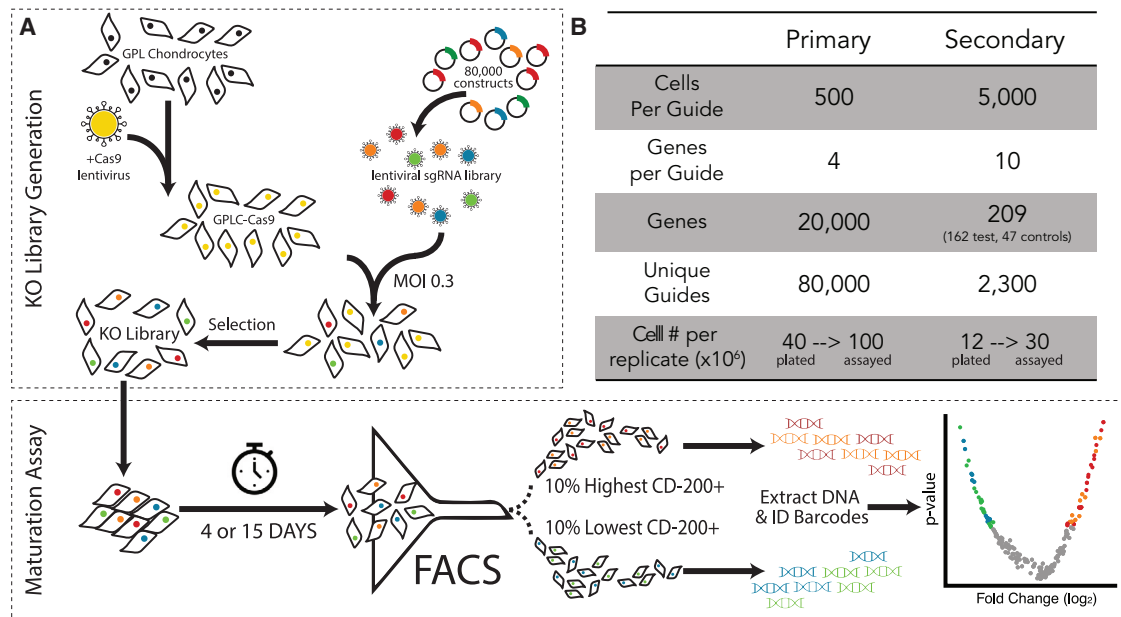 A
KO Library Generation
GPL Chondrocytes
+Cas9
lentivirus
GPLC-Cas9
80,000
constructs
lentiviral sgRNA library
MOI 0.3
Selection
KO Library
B
Primary Secondary
Cells
Per Guide
500 5,000
Genes
per Guide
4 10
Genes 20,000 209
(162 test, 47 controls)
Unique
Guides
80,000 2,300
Celll # per
replicate (x10⁶)
40 --> 100 12 --> 30
plated assayed plated assayed
Maturation Assay
4 or 15 DAYS
FACS
10% Highest CD-200+
10% Lowest CD-200+
Extract DNA
& ID Barcodes
p-value
Fold Change (log₂)